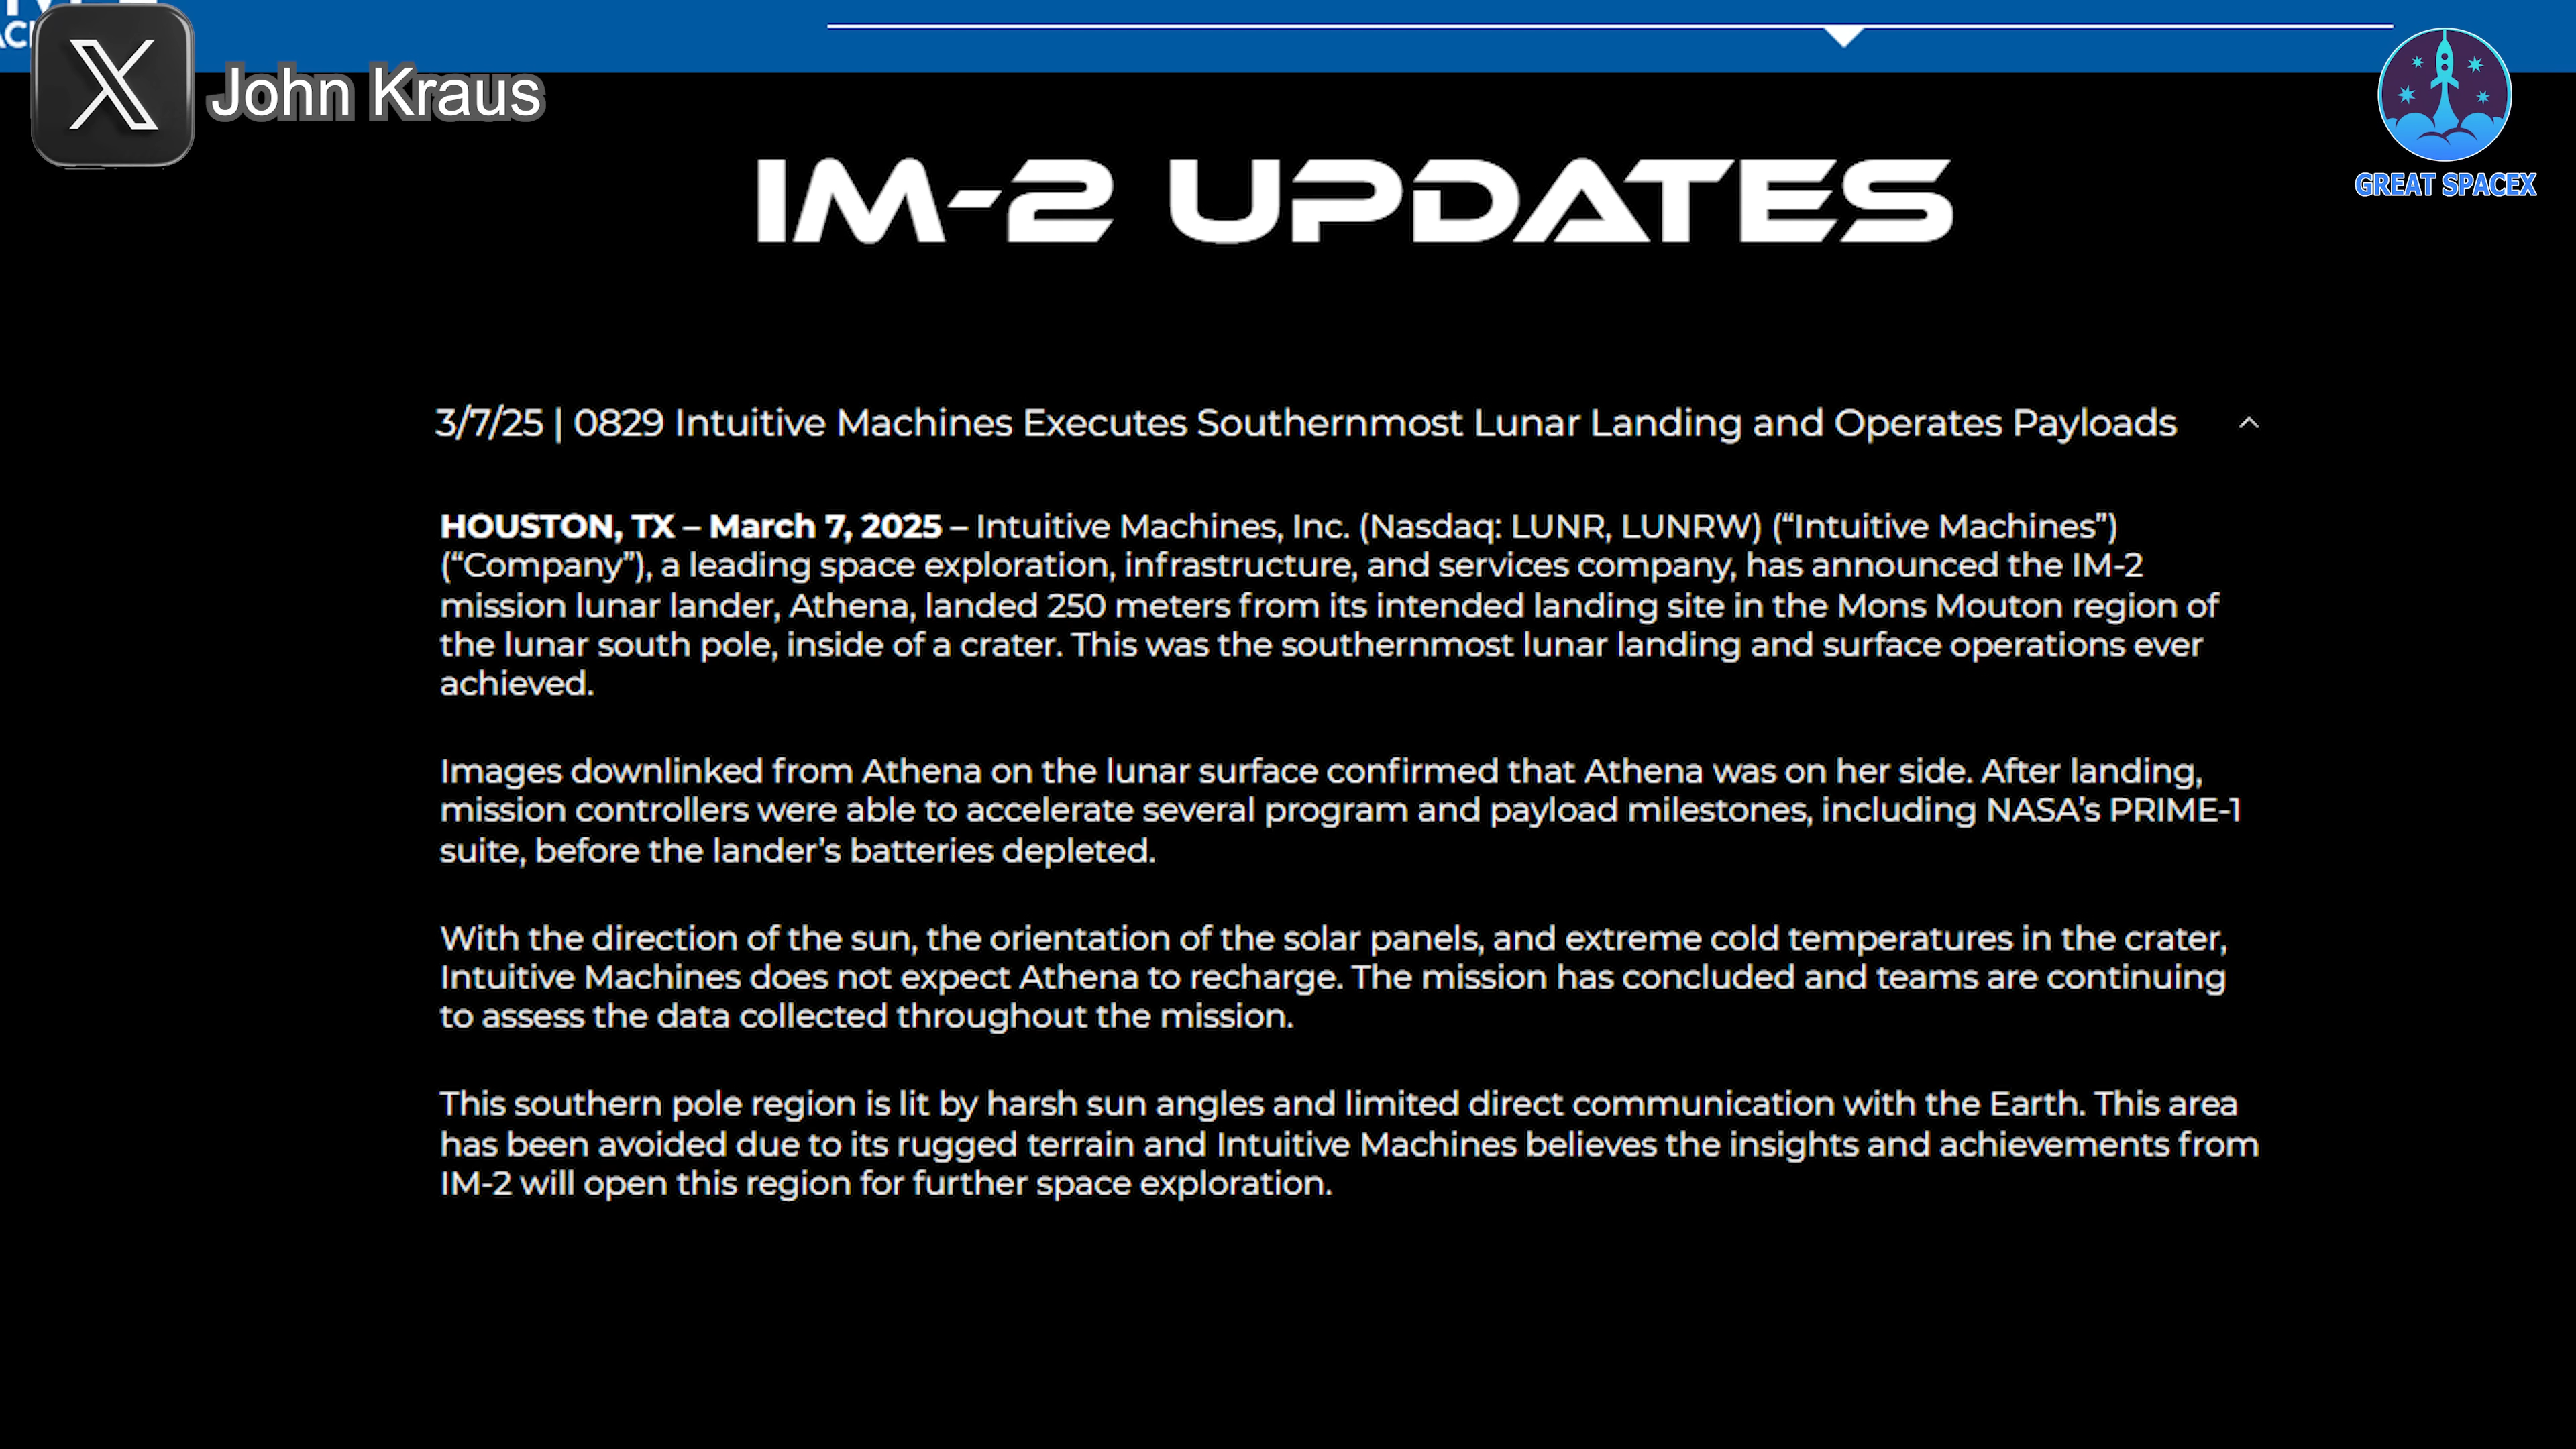 John Kraus
GREAT SPACEX
IM-2 UPDATES
3/7/25 | 0829 Intuitive Machines Executes Southernmost Lunar Landing and Operates Payloads
HOUSTON, TX – March 7, 2025 – Intuitive Machines, Inc. (Nasdaq: LUNR, LUNRW) (“Intuitive Machines”)
(“Company”), a leading space exploration, infrastructure, and services company, has announced the IM-2
mission lunar lander, Athena, landed 250 meters from its intended landing site in the Mons Mouton region of
the lunar south pole, inside of a crater. This was the southernmost lunar landing and surface operations ever
achieved.
Images downlinked from Athena on the lunar surface confirmed that Athena was on her side. After landing,
mission controllers were able to accelerate several program and payload milestones, including NASA’s PRIME-1
suite, before the lander’s batteries depleted.
With the direction of the sun, the orientation of the solar panels, and extreme cold temperatures in the crater,
Intuitive Machines does not expect Athena to recharge. The mission has concluded and teams are continuing
to assess the data collected throughout the mission.
This southern pole region is lit by harsh sun angles and limited direct communication with the Earth. This area
has been avoided due to its rugged terrain and Intuitive Machines believes the insights and achievements from
IM-2 will open this region for further space exploration.